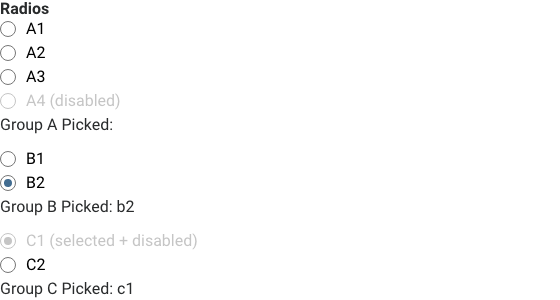 Radios
A1
A2
A3
A4 (disabled)
Group A Picked:
B1
B2
Group B Picked: b2
C1 (selected + disabled)
C2
Group C Picked: c1